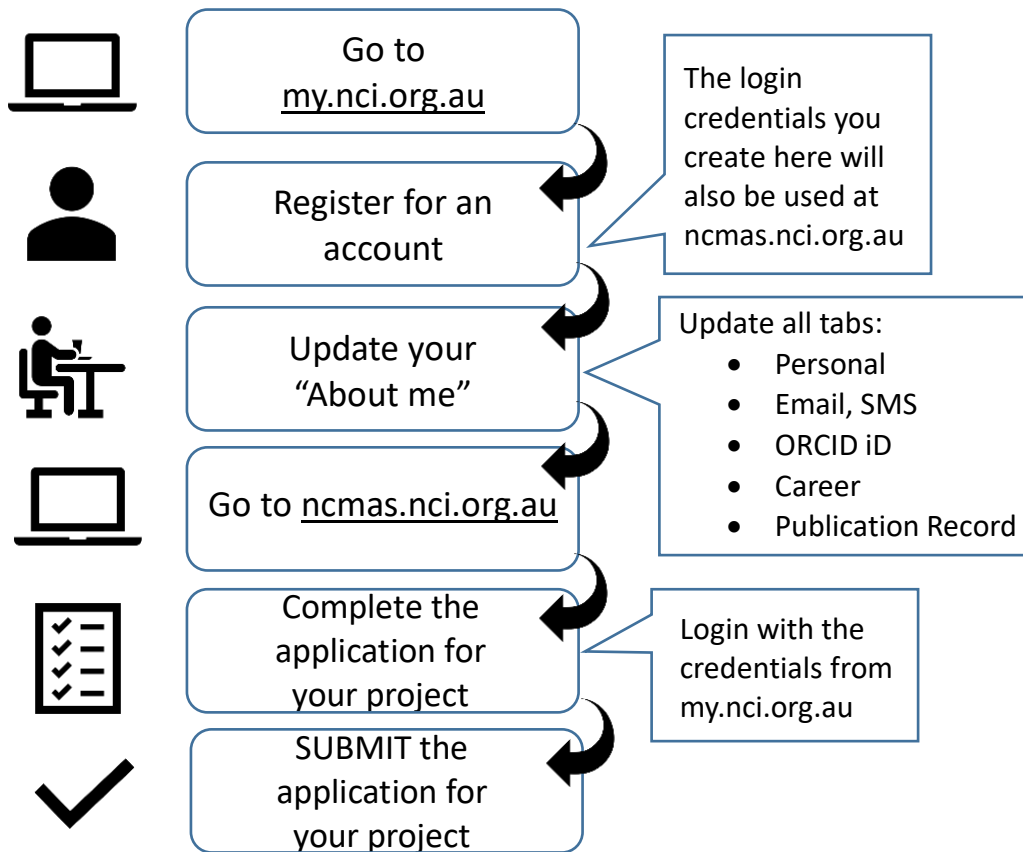 Go to
my.nci.org.au
The login
credentials you
create here will
also be used at
ncmas.nci.org.au
Register for an
account
Update your
“About me”
Update all tabs:
• Personal
• Email, SMS
• ORCID iD
• Career
• Publication Record
Go to ncmas.nci.org.au
Complete the
application for
your project
Login with the
credentials from
my.nci.org.au
SUBMIT the
application for
your project